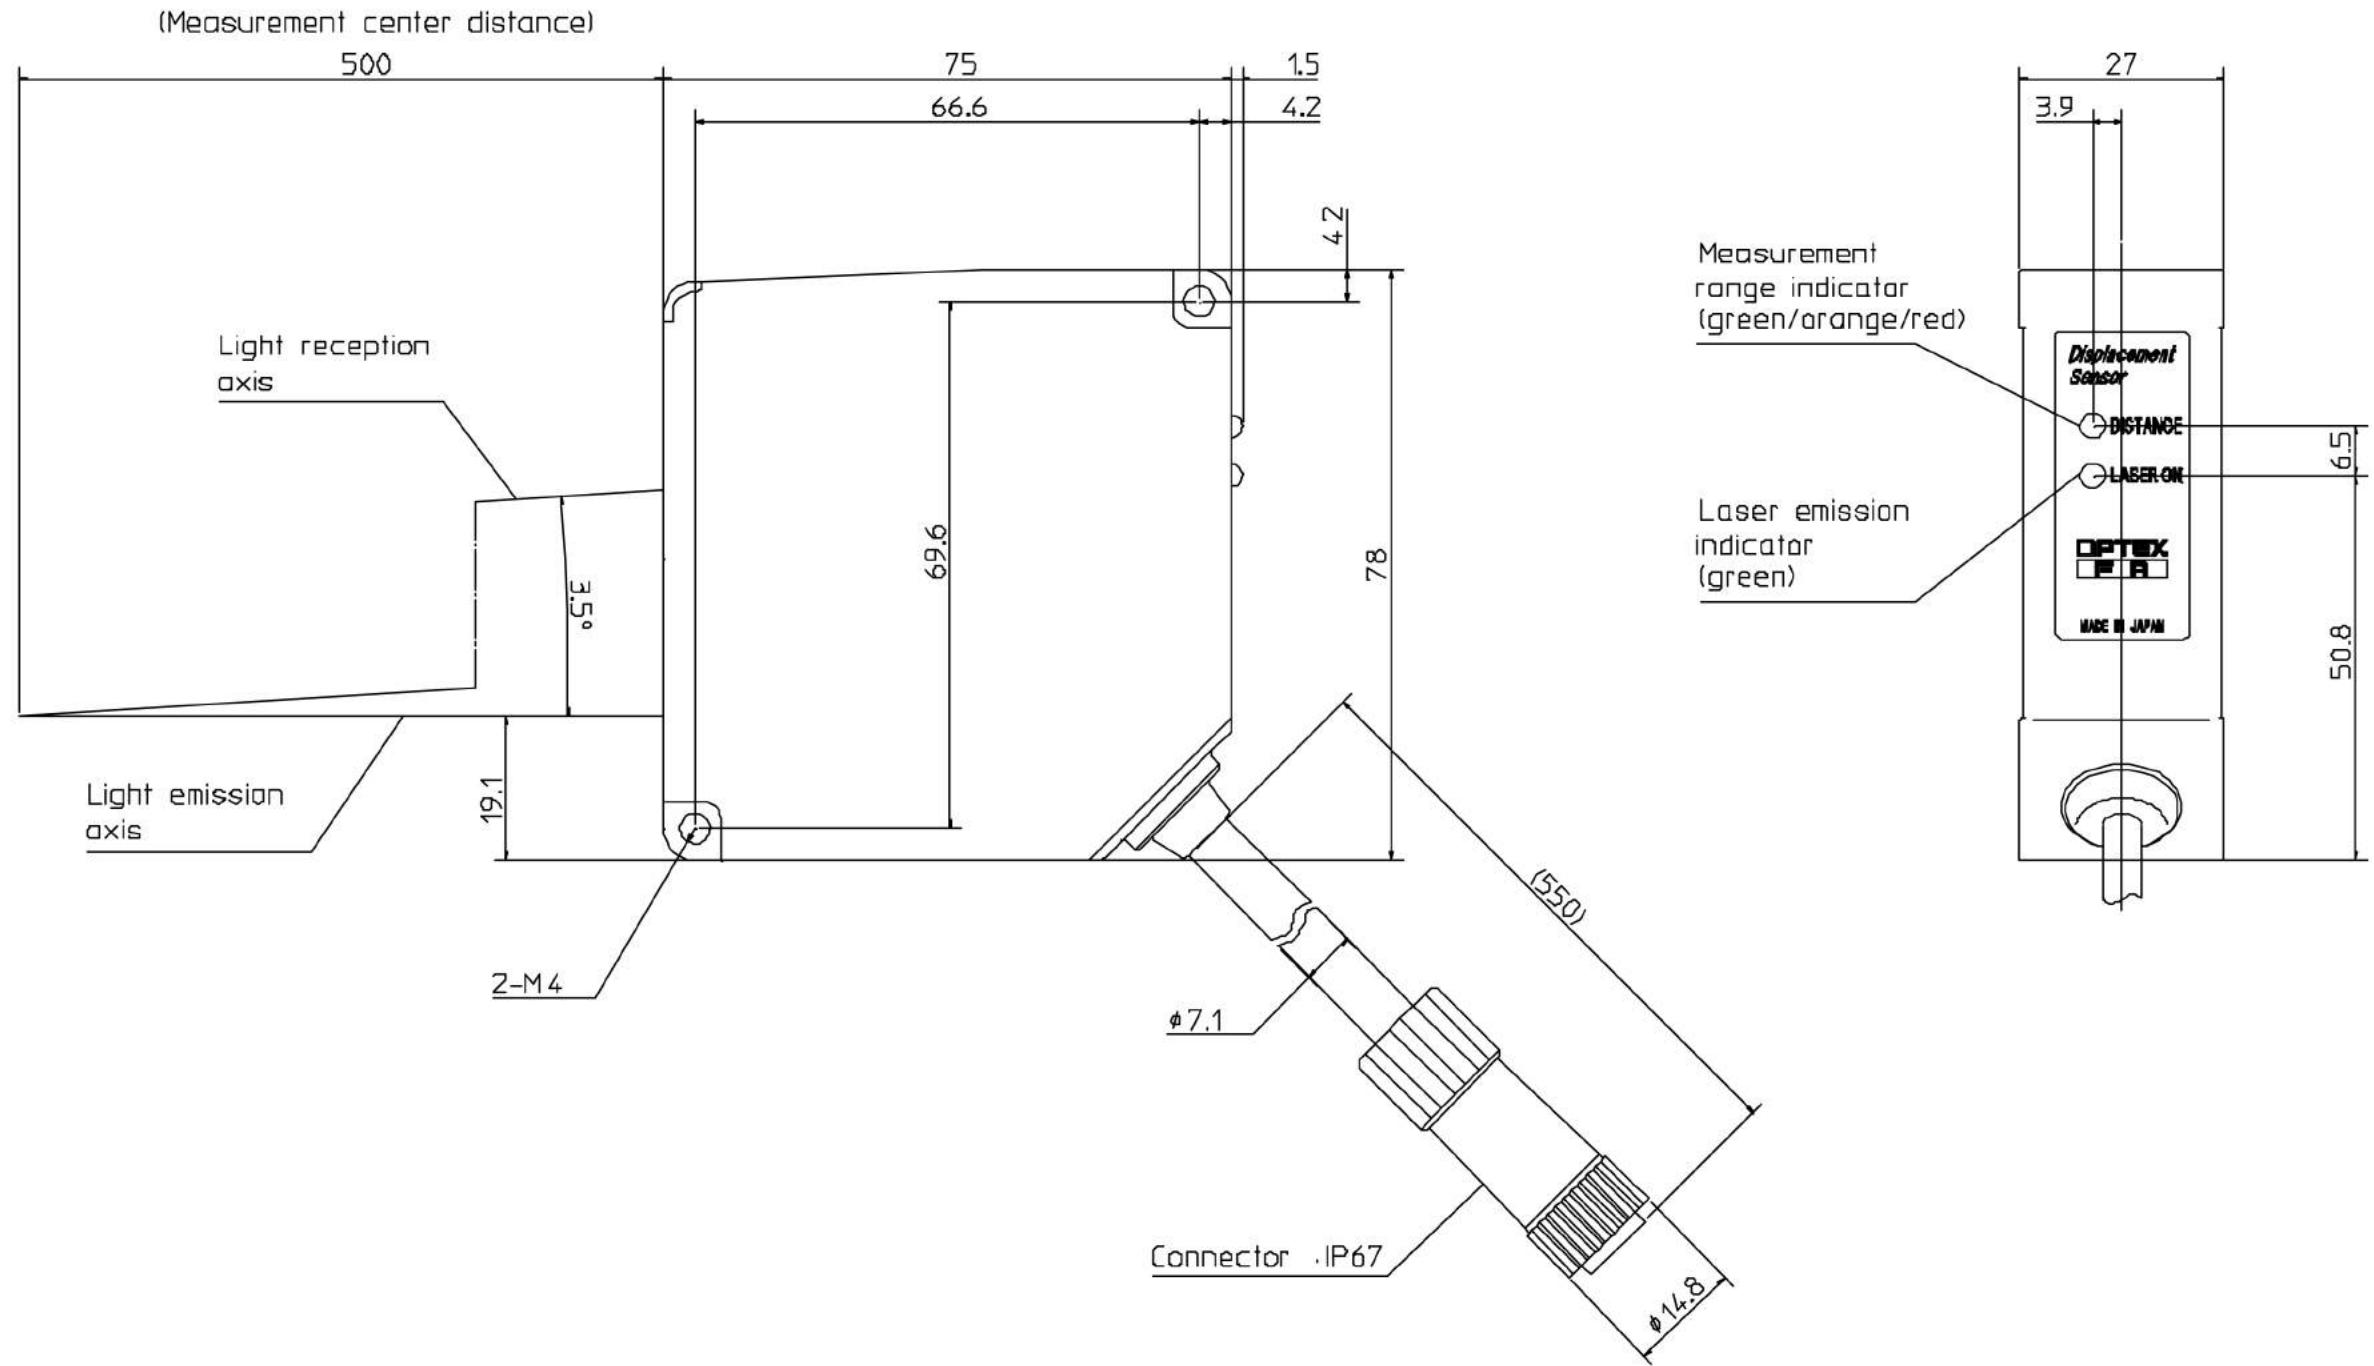 (Measurement center distance)
500
75
1.5
66.6
4.2
4 2
Light reception
axis
3.5°
69.6
78
19.1
Light emission
axis
2-M4
(550)
φ7.1
Connector .IP67
φ14.8
27
3.9
Measurement
range indicator
(green/orange/red)
Displacement
Sensor
DISTANCE
LASER ON
6.5
Laser emission
indicator
(green)
OPTEX
FA
MADE IN JAPAN
50.8